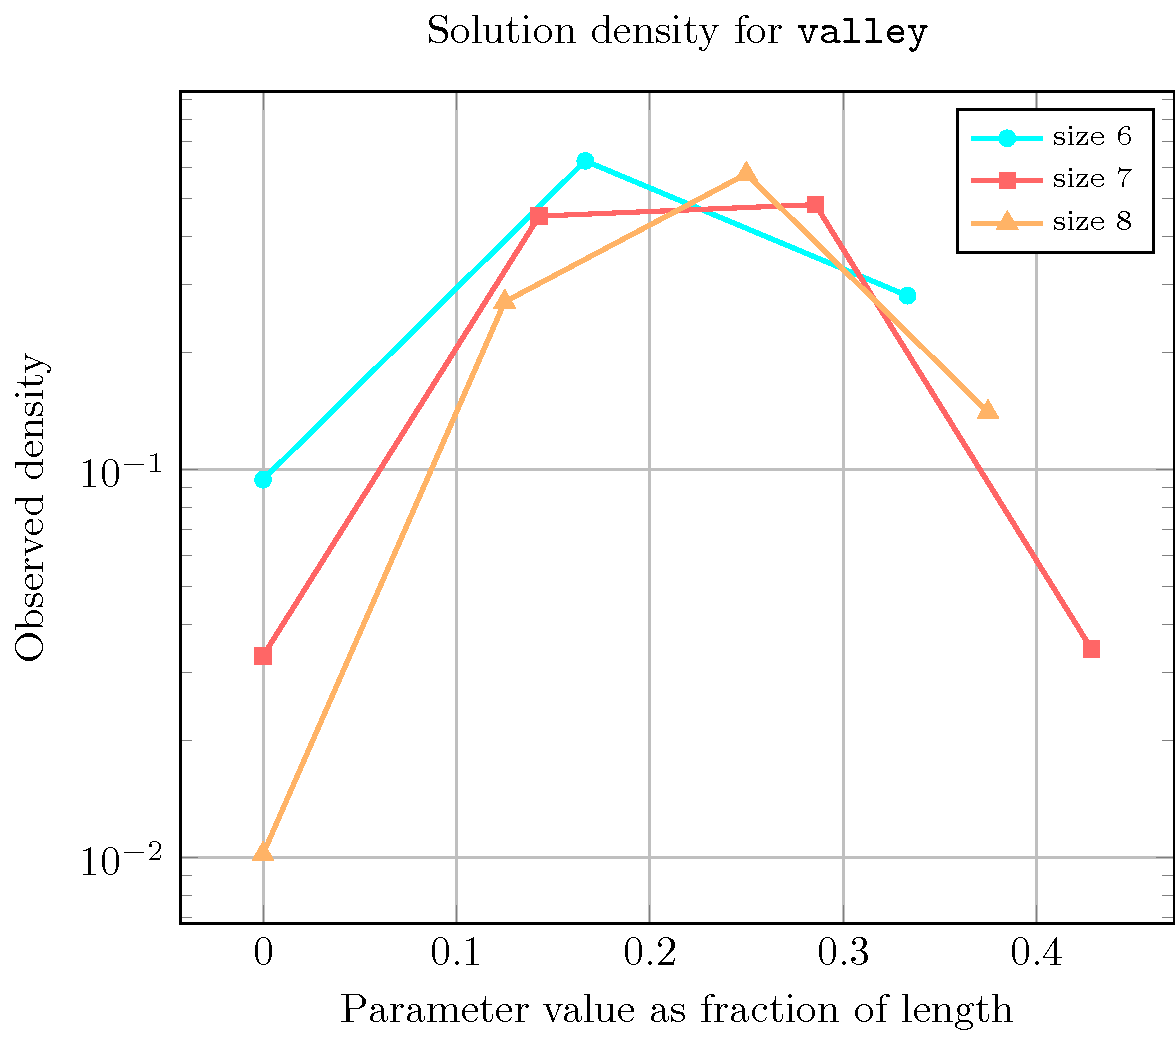 Solution density for valley
size 6
size 7
size 8
Observed density
10⁻¹
10⁻²
0 0.1 0.2 0.3 0.4
Parameter value as fraction of length